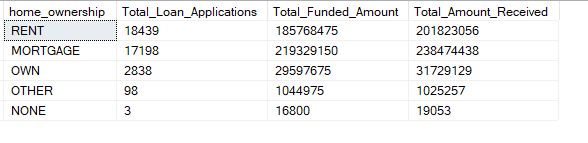 home_ownership Total_Loan_Applications Total_Funded_Amount Total_Amount_Received
RENT 18439 185768475 201823056
MORTGAGE 17198 219329150 238474438
OWN 2838 29597675 31729129
OTHER 98 1044975 1025257
NONE 3 16800 19053